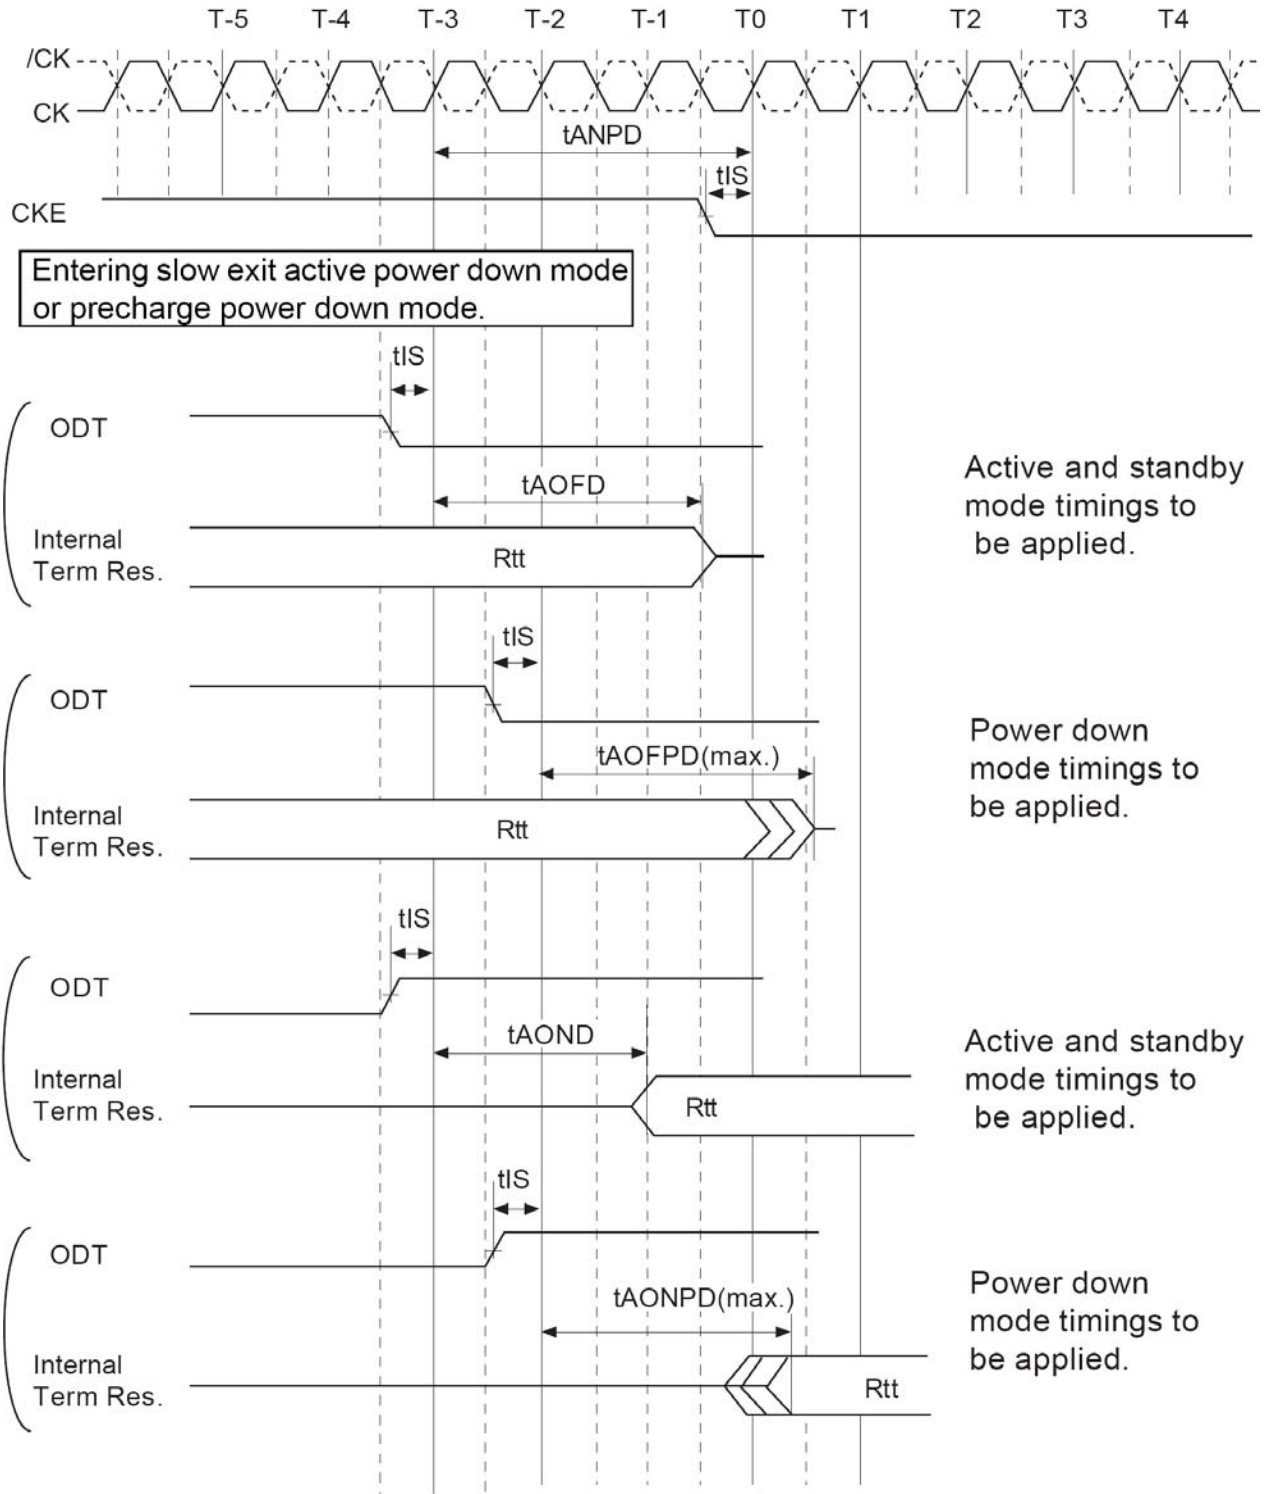 T-5 T-4 T-3 T-2 T-1 T0 T1 T2 T3 T4
/CK
CK
tANPD
tIS
CKE
Entering slow exit active power down mode
or precharge power down mode.
tIS
ODT
tAOFD
Internal
Term Res.
Rtt
Active and standby
mode timings to
be applied.
tIS
ODT
tAOFPD(max.)
Internal
Term Res.
Rtt
Power down
mode timings to
be applied.
tIS
ODT
tAOND
Internal
Term Res.
Rtt
Active and standby
mode timings to
be applied.
tIS
ODT
tAONPD(max.)
Internal
Term Res.
Rtt
Power down
mode timings to
be applied.